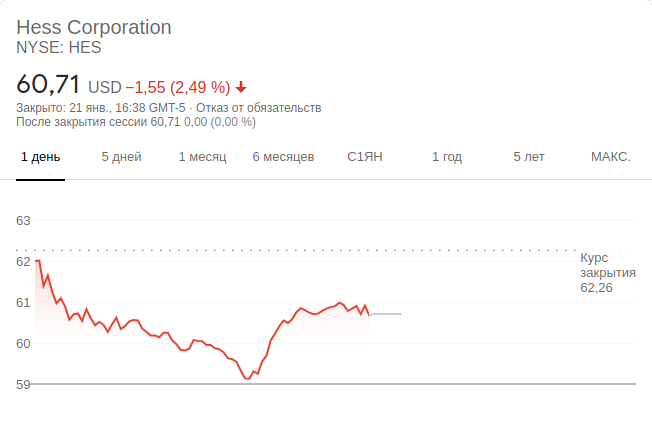 Hess Corporation
NYSE: HES
60,71 USD −1,55 (2,49 %)
Закрыто: 21 янв., 16:38 GMT-5 · Отказ от обязательств
После закрытия сессии 60,71 0,00 (0,00 %)
1 день 5 дней 1 месяц 6 месяцев С1ЯН 1 год 5 лет МАКС.
63
62
61
60
59
Курс
закрытия
62,26